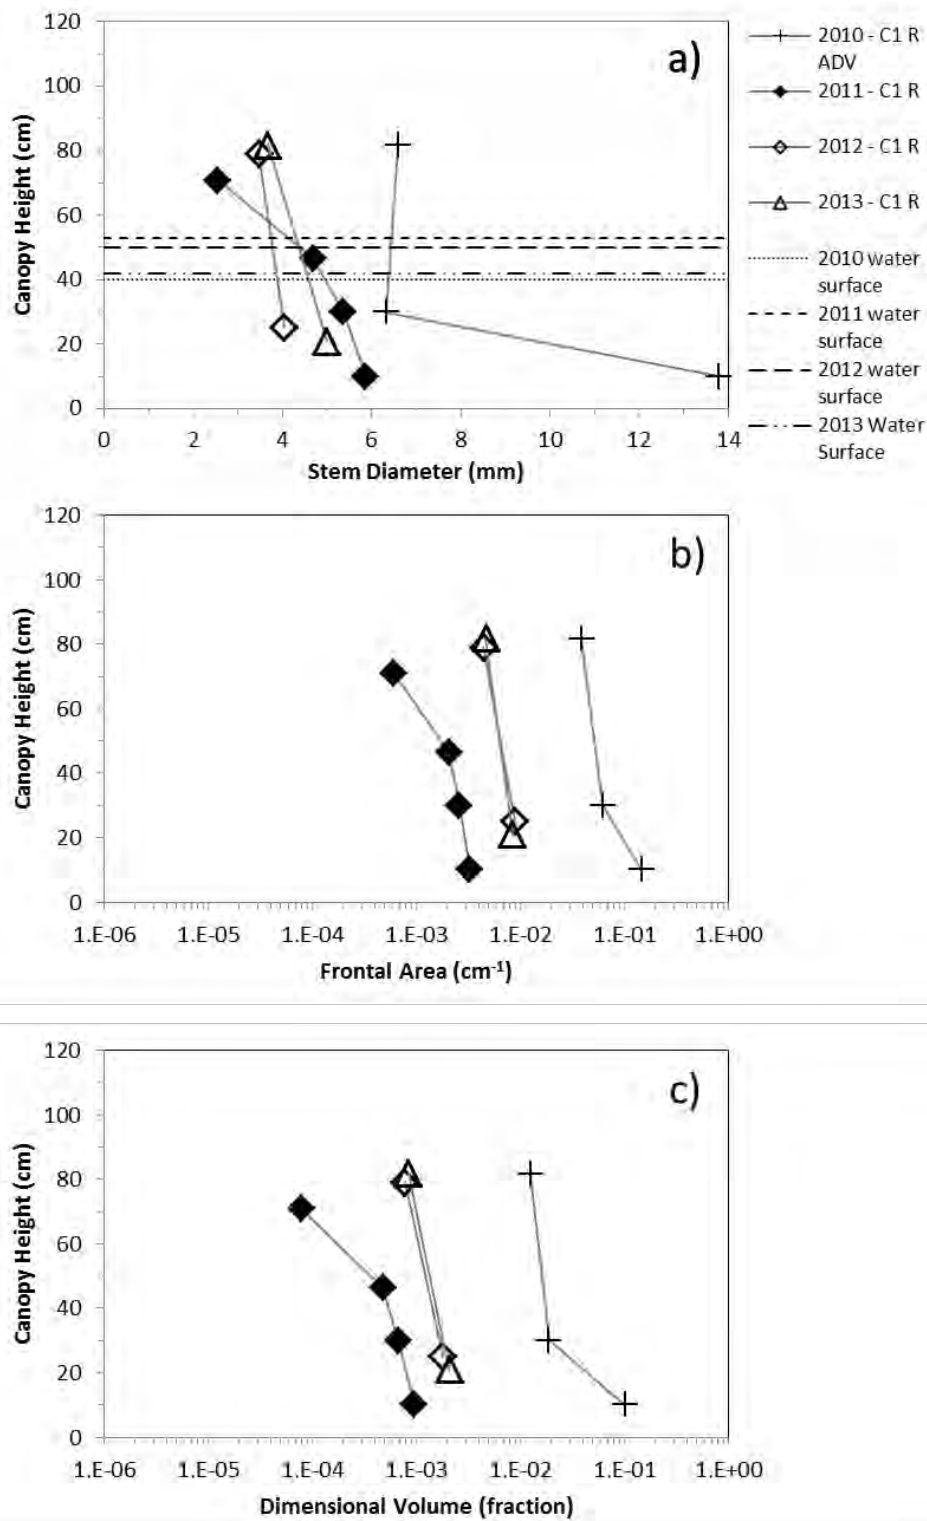 120
100
80
60
40
20
0
Canopy Height (cm)
a)
0 2 4 6 8 10 12 14
Stem Diameter (mm)
2010 - C1 R
ADV
2011 - C1 R
2012 - C1 R
2013 - C1 R
2010 water
surface
2011 water
surface
2012 water
surface
2013 Water
Surface
120
100
80
60
40
20
0
Canopy Height (cm)
b)
1.E-06 1.E-05 1.E-04 1.E-03 1.E-02 1.E-01 1.E+00
Frontal Area (cm-1)
120
100
80
60
40
20
0
Canopy Height (cm)
c)
1.E-06 1.E-05 1.E-04 1.E-03 1.E-02 1.E-01 1.E+00
Dimensional Volume (fraction)